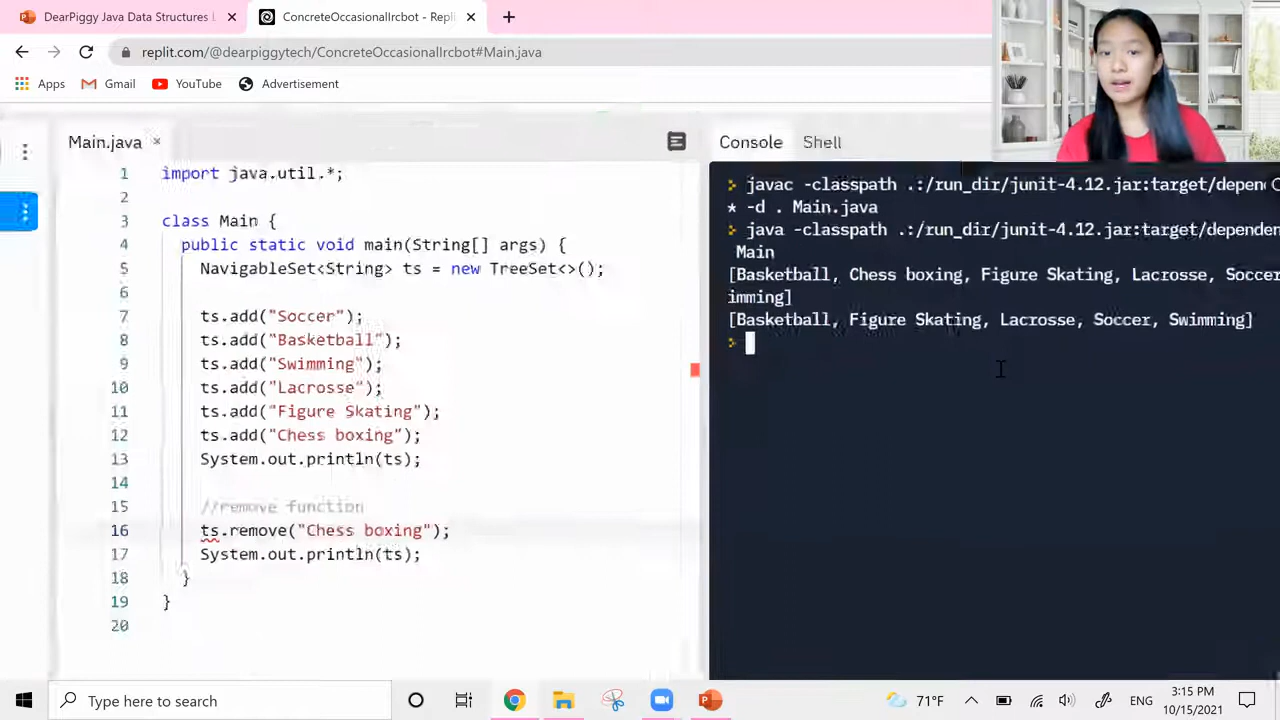 DearPiggy Java Data Structures
ConcreteOccasionalIrcbot - Replit
replit.com/@dearpiggytech/ConcreteOccasionalIrcbot#Main.java
Apps
Gmail
YouTube
Advertisement
Main.java
1 import java.util.*;
2
3 class Main {
4 public static void main(String[] args) {
5 NavigableSet<String> ts = new TreeSet<>();
6
7 ts.add("Soccer");
8 ts.add("Basketball");
9 ts.add("Swimming");
10 ts.add("Lacrosse");
11 ts.add("Figure Skating");
12 ts.add("Chess boxing");
13 System.out.println(ts);
14
15 //remove function
16 ts.remove("Chess boxing");
17 System.out.println(ts);
18 }
19 }
20
Console Shell
> javac -classpath .:/run_dir/junit-4.12.jar:target/depen
* -d . Main.java
> java -classpath .:/run_dir/junit-4.12.jar:target/dependen
Main
[Basketball, Chess boxing, Figure Skating, Lacrosse, Soccer
imming]
[Basketball, Figure Skating, Lacrosse, Soccer, Swimming]
>
Type here to search
71°F
ENG
3:15 PM
10/15/2021